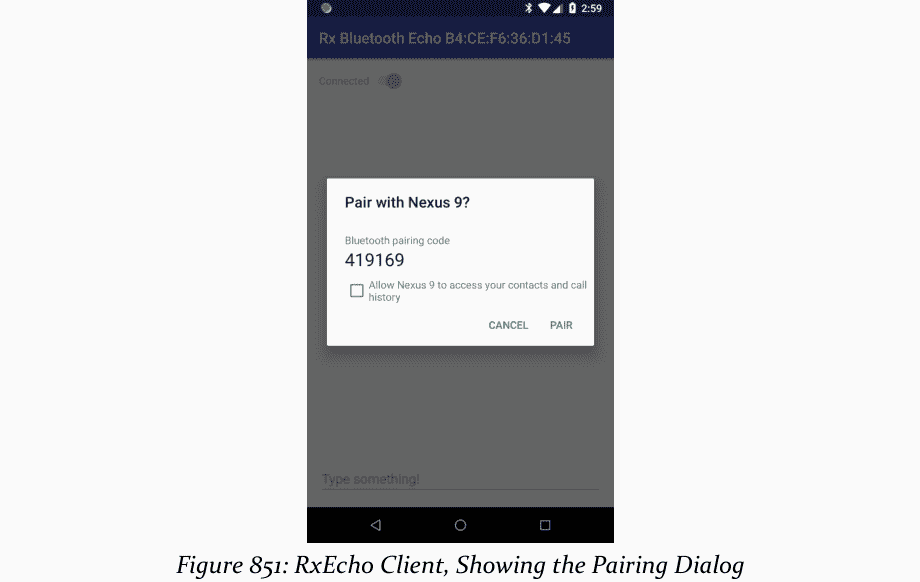 2:59
Rx Bluetooth Echo B4:CE:F6:36:D1:45
Connected
Pair with Nexus 9?
Bluetooth pairing code
419169
Allow Nexus 9 to access your contacts and call
history
CANCEL PAIR
Type something!
Figure 851: RxEcho Client, Showing the Pairing Dialog